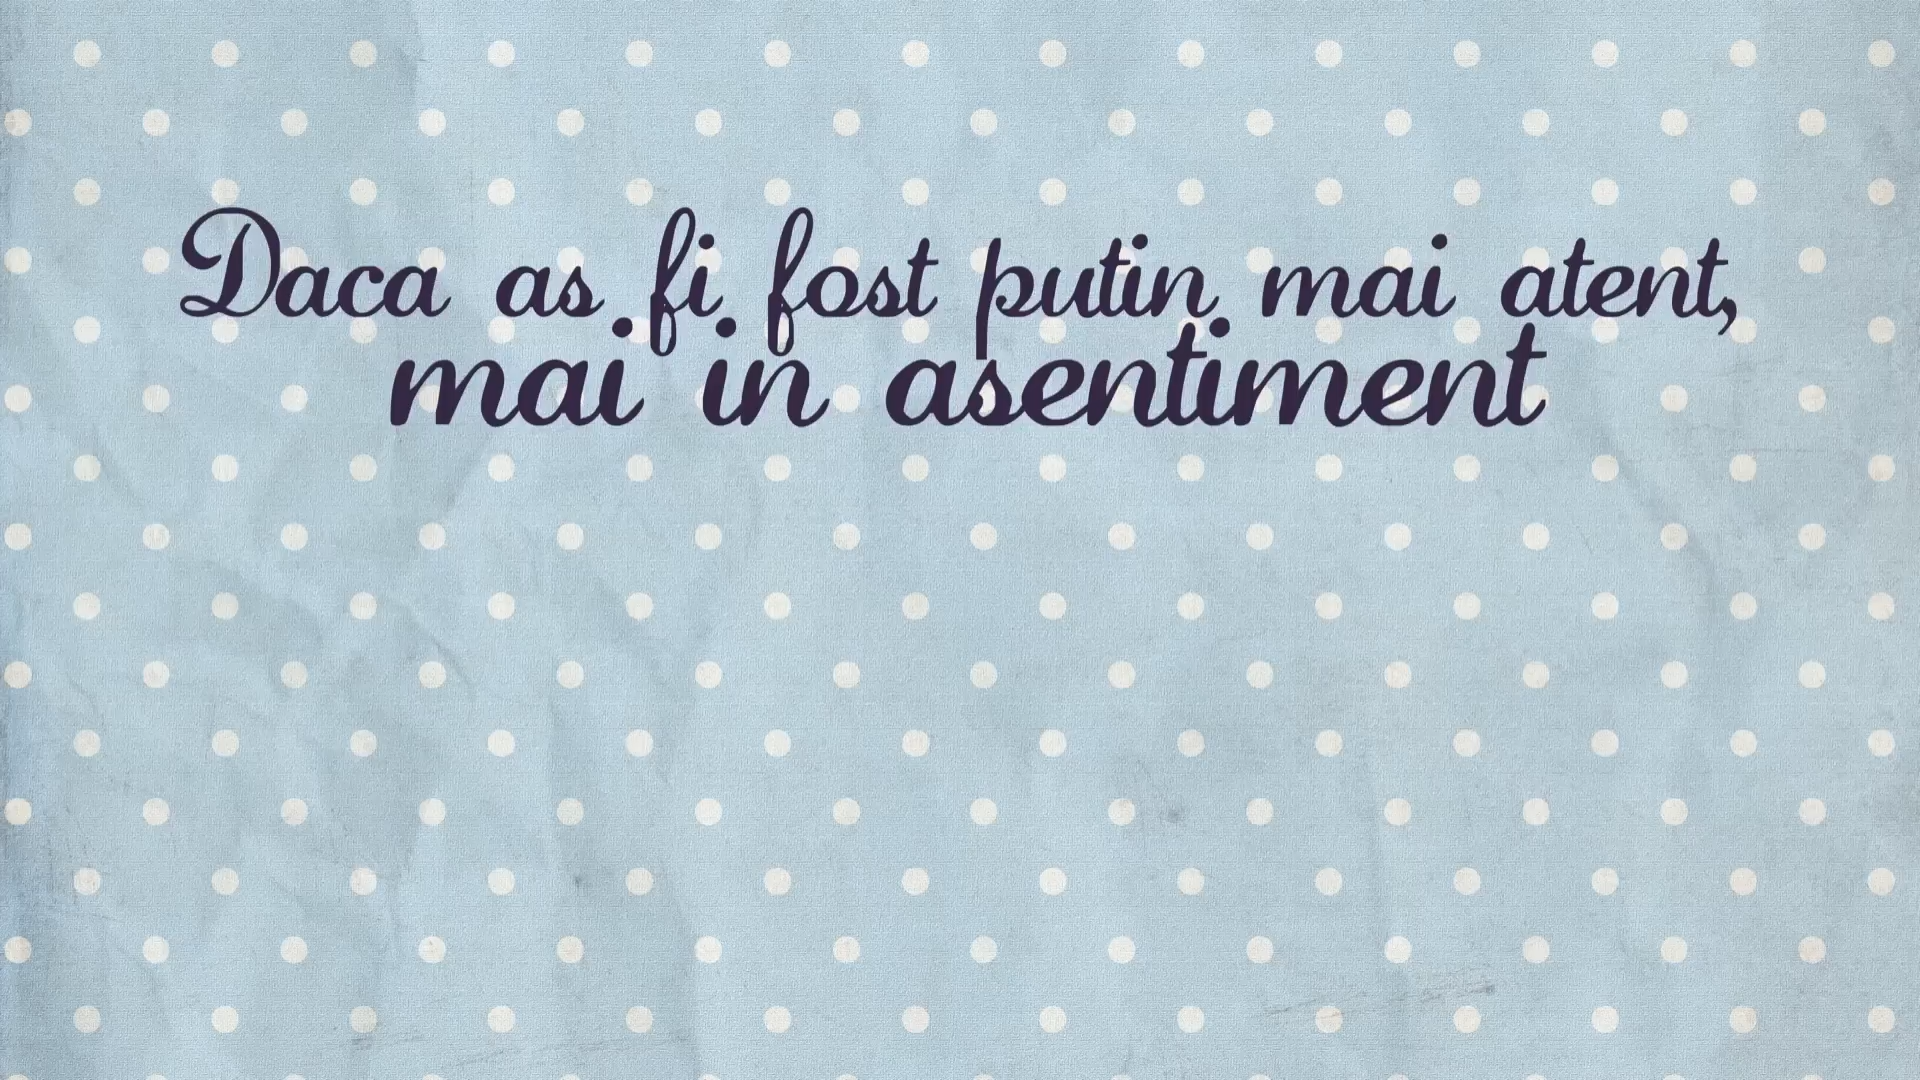 Daca as fi fost putin mai atent,
mai in asentiment